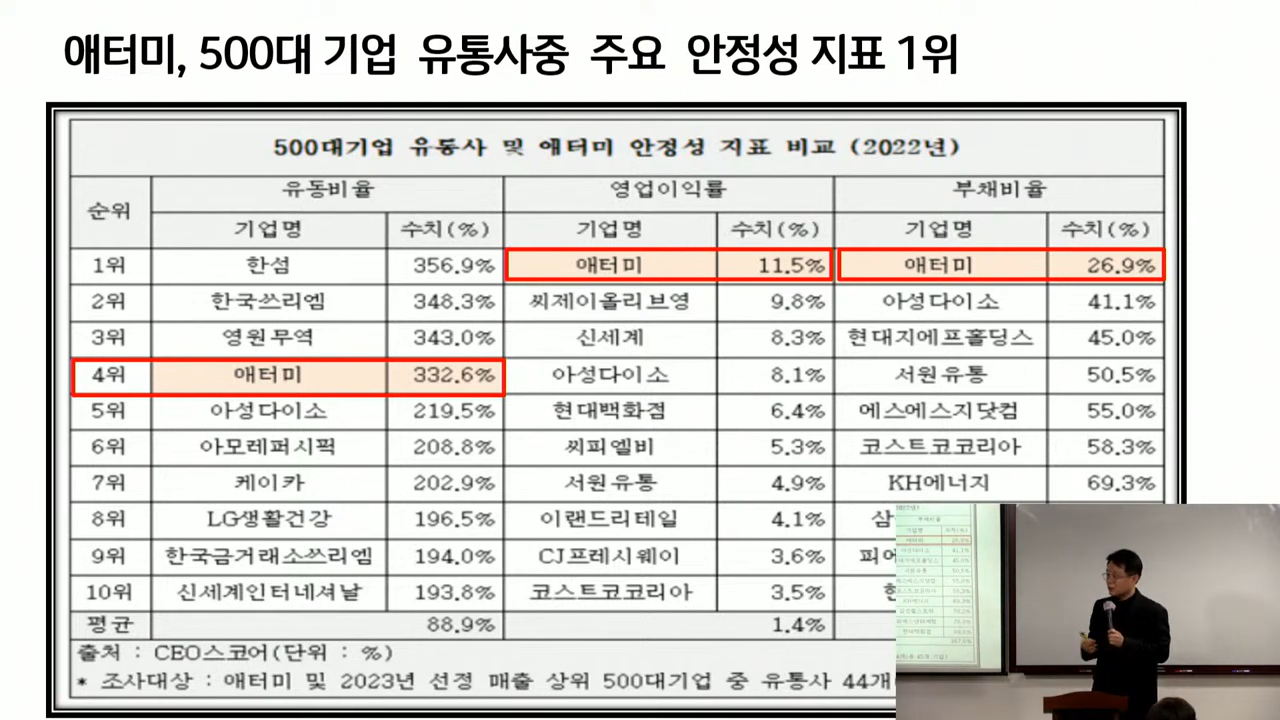 애터미, 500대 기업 유통사중 주요 안정성 지표 1위
500대기업 유통사 및 애터미 안정성 지표 비교 (2022년)
순위 유동비율 영업이익률 부채비율
기업명 수치(%) 기업명 수치(%) 기업명 수치(%)
1위 한섬 356.9% 애터미 11.5% 애터미 26.9%
2위 한국쓰리엠 348.3% 씨제이올리브영 9.8% 아성다이소 41.1%
3위 영원무역 343.0% 신세계 8.3% 현대지에프홀딩스 45.0%
4위 애터미 332.6% 아성다이소 8.1% 서원유통 50.5%
5위 아성다이소 219.5% 현대백화점 6.4% 에스에스지닷컴 55.0%
6위 아모레퍼시픽 208.8% 씨피엘비 5.3% 코스트코코리아 58.3%
7위 케이카 202.9% 서원유통 4.9% KH에너지 69.3%
8위 LG생활건강 196.5% 이랜드리테일 4.1% 삼
9위 한국금거래소쓰리엠 194.0% CJ프레시웨이 3.6% 피에
10위 신세계인터네셔날 193.8% 코스트코코리아 3.5%
평균 88.9% 1.4%
출처 : CEO스코어(단위 : %)
* 조사대상 : 애터미 및 2023년 선정 매출 상위 500대기업 중 유통사 44개